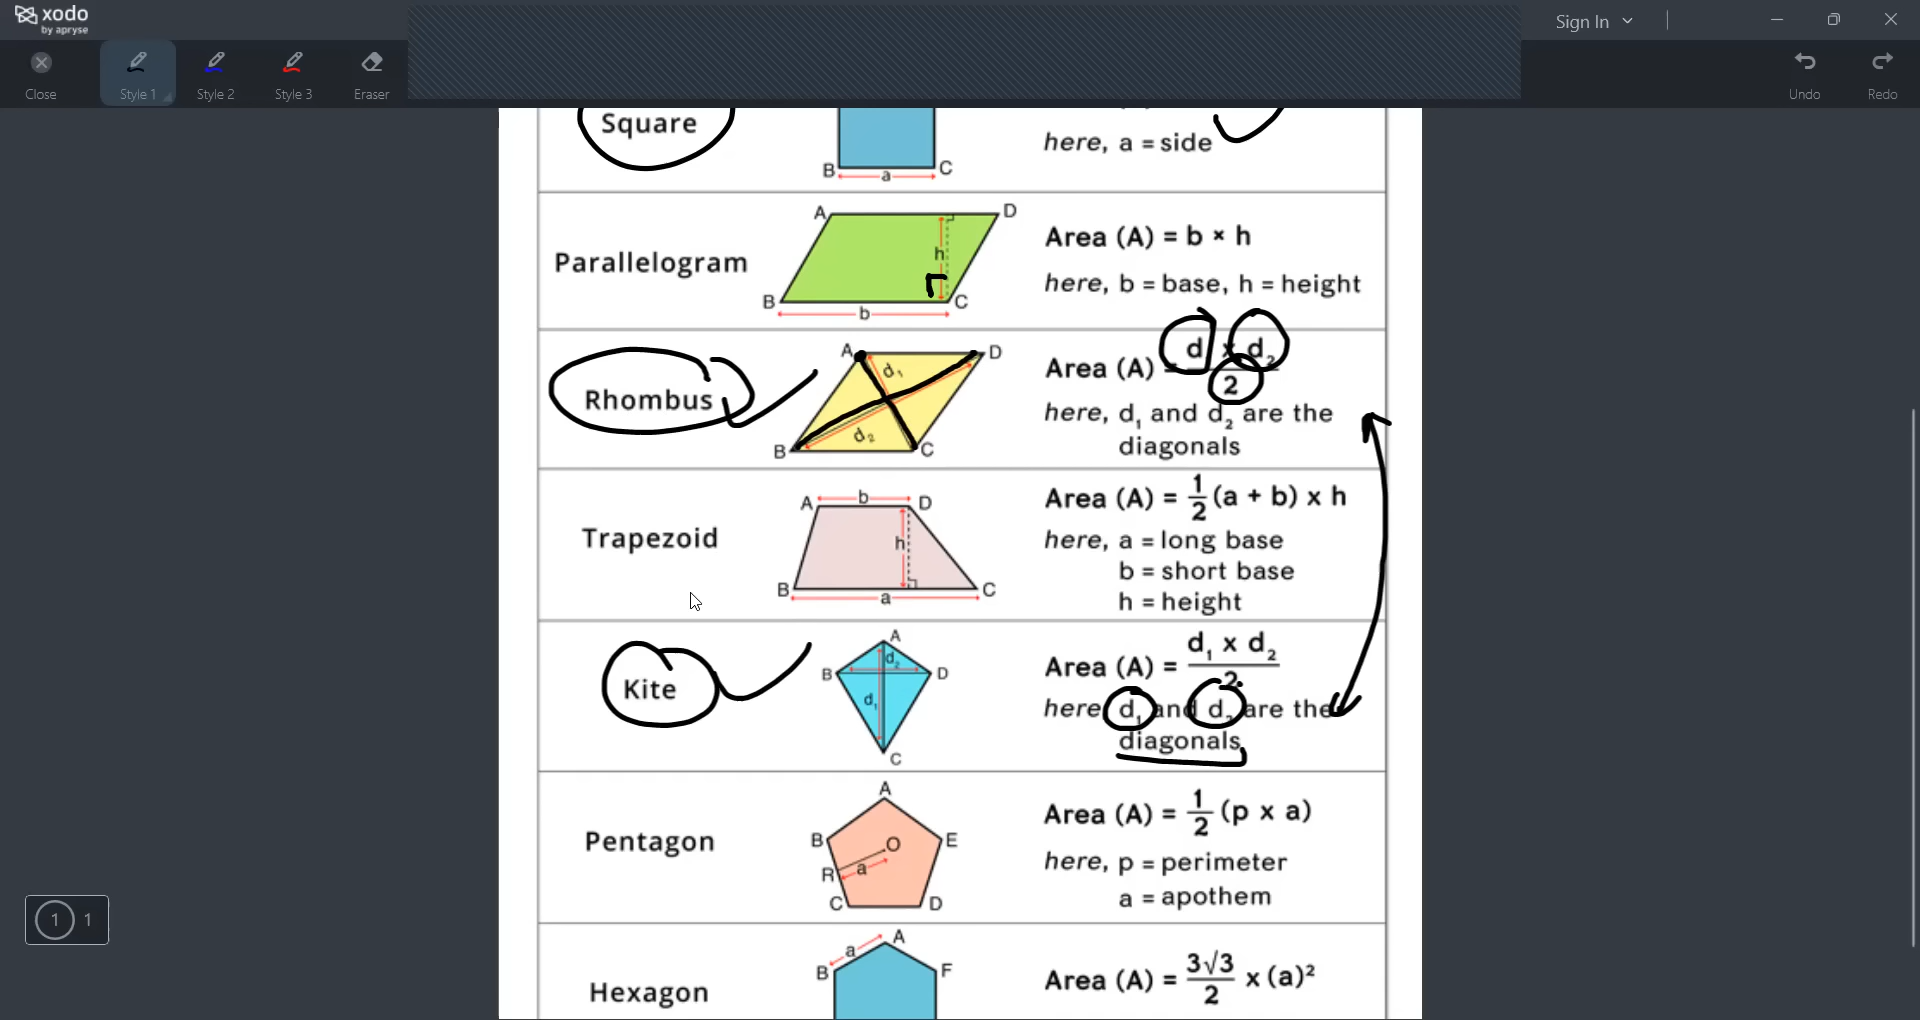 xodo
by apryse
Sign In
Close
Style 1
Style 2
Style 3
Eraser
Undo
Redo
Square
B
a
C
here, a = side
Parallelogram
A
D
h
B
C
b
Area (A) = b × h
here, b = base, h = height
Rhombus
A
D
d₁
d₂
B
C
Area (A) = d x d₂
2
here, d₁ and d₂ are the
diagonals
Trapezoid
A
b
D
h
B
C
a
Area (A) = 1/2 (a + b) x h
here, a = long base
b = short base
h = height
Kite
A
d₂
B
D
d₁
C
Area (A) = d₁ x d₂
2
here d₁ and d₂ are the
diagonals
Pentagon
A
B
E
O
R
a
C
D
Area (A) = 1/2 (p x a)
here, p = perimeter
a = apothem
Hexagon
a
A
B
F
Area (A) = 3√3/2 x (a)²
1 1